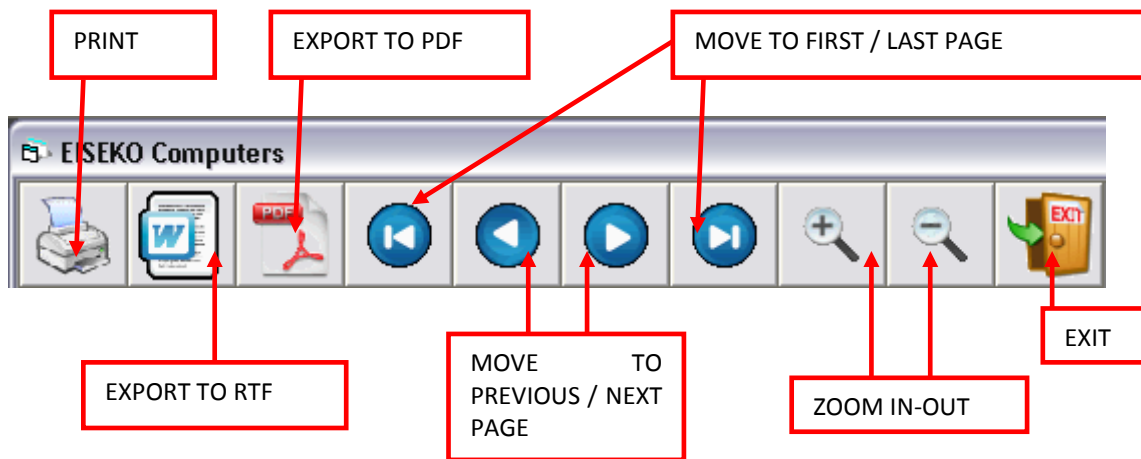 PRINT
EXPORT TO PDF
MOVE TO FIRST / LAST PAGE
EISEKO Computers
W
PDF
EXIT
EXPORT TO RTF
MOVE TO
PREVIOUS / NEXT
PAGE
ZOOM IN-OUT
EXIT